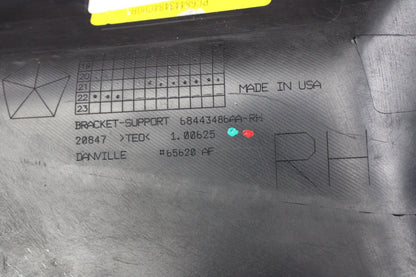 20
21
22
23
MADE IN USA
BRACKET-SUPPORT 68443486AA-RH
20847 >TEO< 1.00625
DANVILLE #65620 AF
RH